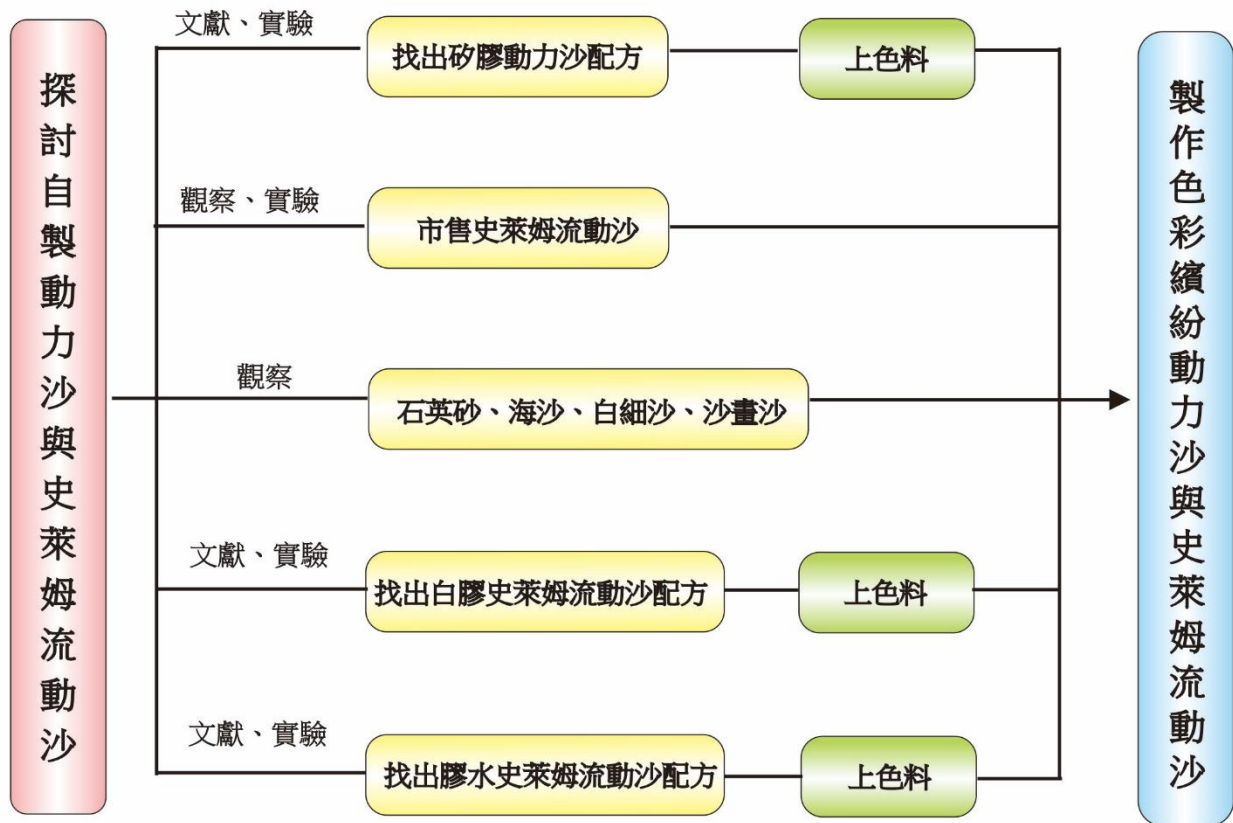 探討自製動力沙與史萊姆流動沙
文獻、實驗
找出矽膠動力沙配方
上色料
觀察、實驗
市售史萊姆流動沙
觀察
石英砂、海沙、白細沙、沙畫沙
文獻、實驗
找出白膠史萊姆流動沙配方
上色料
文獻、實驗
找出膠水史萊姆流動沙配方
上色料
製作色彩繽紛動力沙與史萊姆流動沙